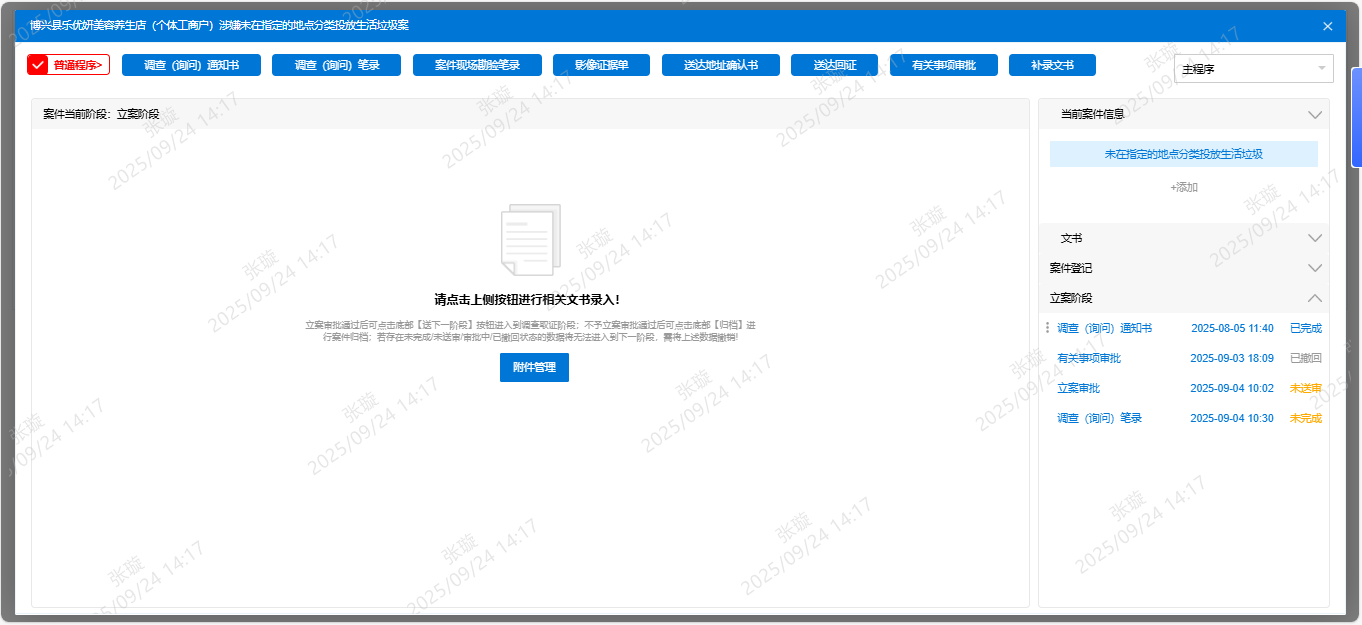 博兴县乐优妍美容养生店（个体工商户）涉嫌未在指定的地点分类投放生活垃圾案
普通程序>
调查（询问）通知书
调查（询问）笔录
案件现场勘验笔录
影像证据单
送达地址确认书
送达回证
有关事项审批
补录文书
主程序
案件当前阶段：立案阶段
请点击上侧按钮进行相关文书录入！
立案审批通过后可点击底部【送下一阶段】按钮进入到调查取证阶段；不予立案审批通过后可点击底部【归档】进
行案件归档；若存在未完成/未送审/审批中/已撤回状态的数据将无法进入到下一阶段，需将上述数据撤销!
附件管理
当前案件信息
未在指定的地点分类投放生活垃圾
+添加
文书
案件登记
立案阶段
调查（询问）通知书 2025-08-05 11:40 已完成
有关事项审批 2025-09-03 18:09 已撤回
立案审批 2025-09-04 10:02 未送审
调查（询问）笔录 2025-09-04 10:30 未完成
张璇
2025/09/24 14:17